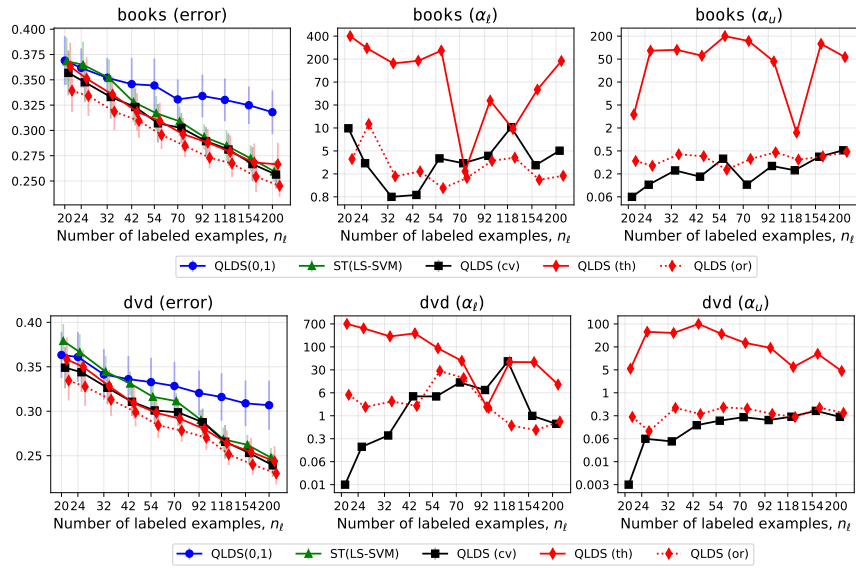 books (error)
books (αℓ)
books (αu)
0.400
0.375
0.350
0.325
0.300
0.275
0.250
400
200
70
30
10
5
2
0.8
200
50
20
5
2
0.5
0.2
0.06
20 24 32 42 54 70 92 118 154 200
20 24 32 42 54 70 92 118 154 200
20 24 32 42 54 70 92 118 154 200
Number of labeled examples, nℓ
Number of labeled examples, nℓ
Number of labeled examples, nℓ
QLDS(0,1) ST(LS-SVM) QLDS (cv) QLDS (th) QLDS (or)
dvd (error)
dvd (αℓ)
dvd (αu)
0.40
0.35
0.30
0.25
700
100
30
6
1
0.3
0.06
0.01
100
20
5
1
0.3
0.06
0.01
0.003
20 24 32 42 54 70 92 118 154 200
20 24 32 42 54 70 92 118 154 200
20 24 32 42 54 70 92 118 154 200
Number of labeled examples, nℓ
Number of labeled examples, nℓ
Number of labeled examples, nℓ
QLDS(0,1) ST(LS-SVM) QLDS (cv) QLDS (th) QLDS (or)